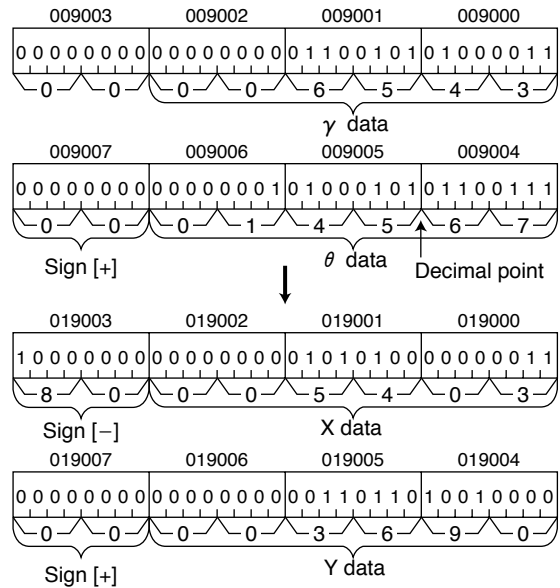 009003 009002 009001 009000
0 0 0 0 0 0 0 0 0 0 0 0 0 0 0 0 0 1 1 0 0 1 0 1 0 1 0 0 0 0 1 1
0 0 0 0 6 5 4 3
γ data
009007 009006 009005 009004
0 0 0 0 0 0 0 0 0 0 0 0 0 0 0 1 0 1 0 0 0 1 0 1 0 1 1 0 0 1 1 1
0 0 0 1 4 5 6 7
Sign [+] θ data Decimal point
019003 019002 019001 019000
1 0 0 0 0 0 0 0 0 0 0 0 0 0 0 0 0 1 0 1 0 1 0 0 0 0 0 0 0 0 1 1
8 0 0 0 5 4 0 3
Sign [−] X data
019007 019006 019005 019004
0 0 0 0 0 0 0 0 0 0 0 0 0 0 0 0 0 0 1 1 0 1 1 0 1 0 0 1 0 0 0 0
0 0 0 0 3 6 9 0
Sign [+] Y data